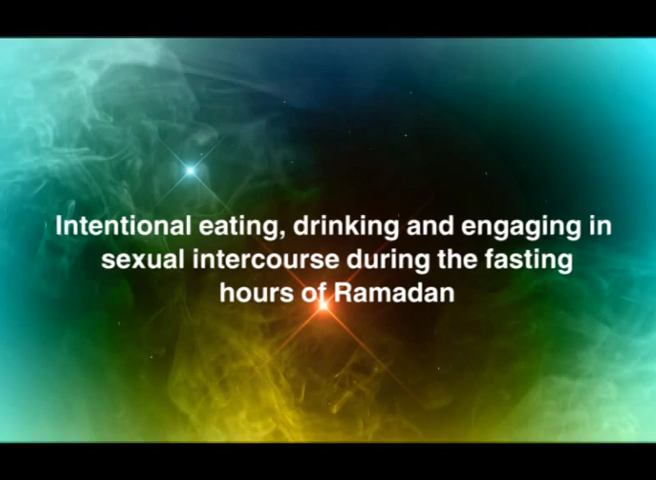 Intentional eating, drinking and engaging in
sexual intercourse during the fasting
hours of Ramadan